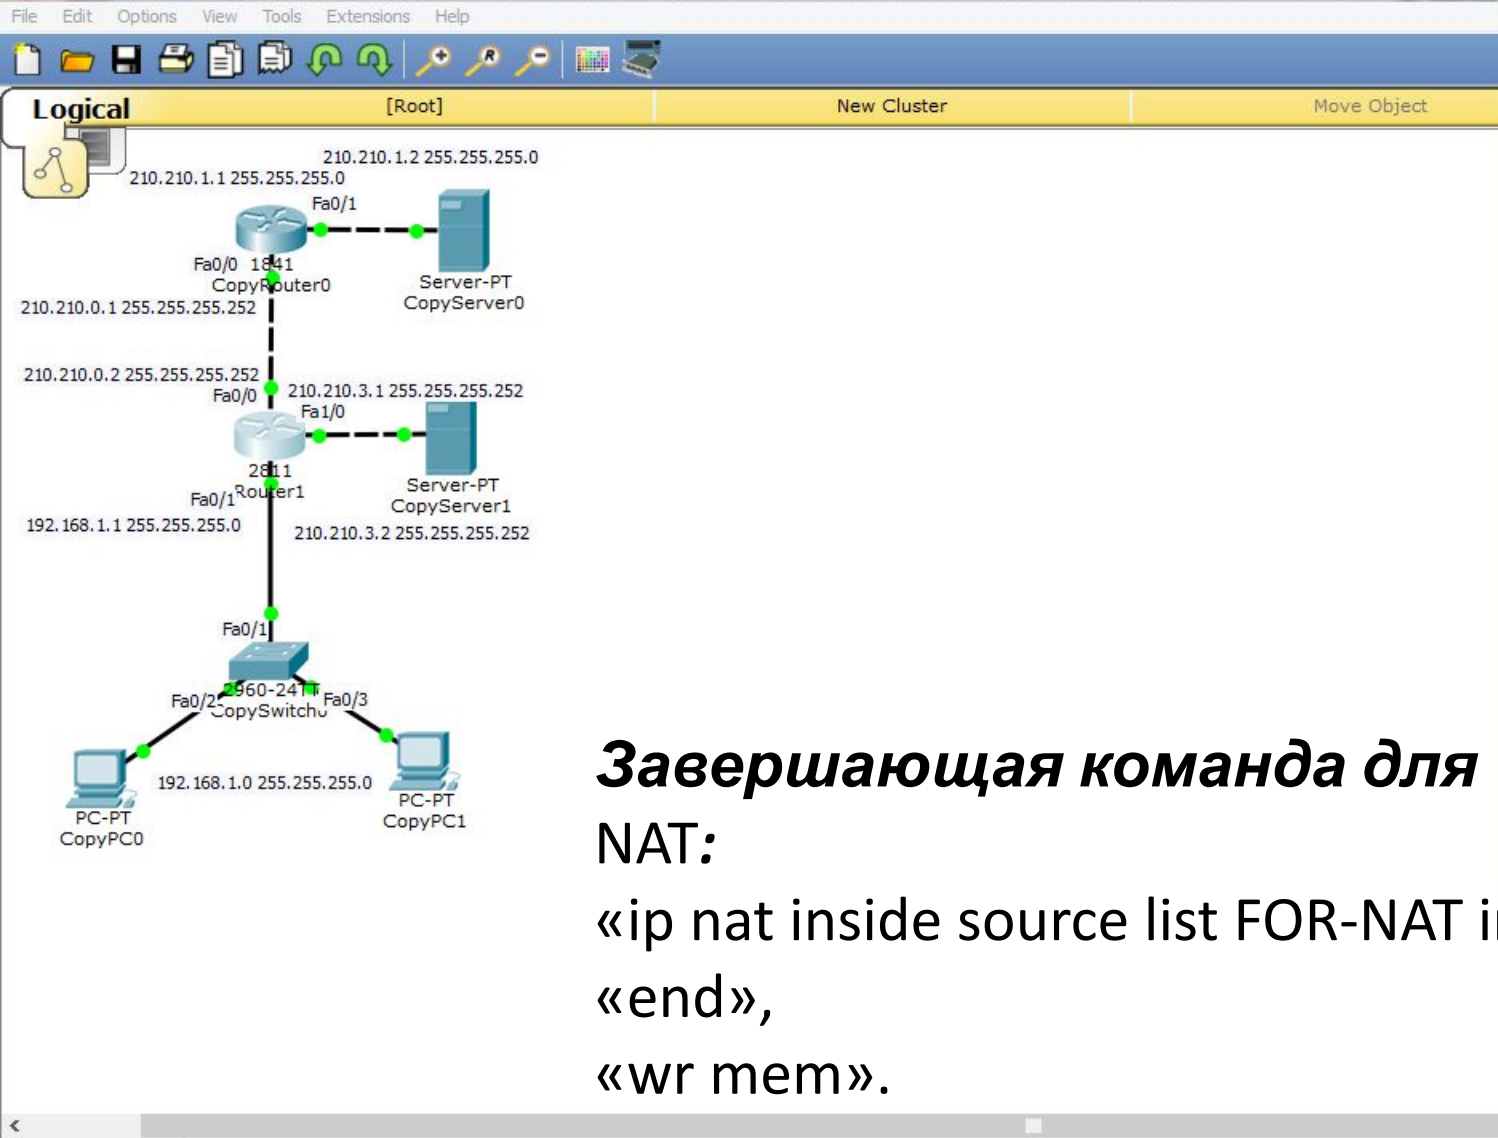 File Edit Options View Tools Extensions Help
Logical [Root] New Cluster Move Object
210.210.1.2 255.255.255.0
210.210.1.1 255.255.255.0
Fa0/1
Fa0/0 1841
CopyRouter0
Server-PT
CopyServer0
210.210.0.1 255.255.255.252
210.210.0.2 255.255.255.252
Fa0/0
210.210.3.1 255.255.255.252
Fa1/0
2811
Router1
Fa0/1
Server-PT
CopyServer1
192.168.1.1 255.255.255.0
210.210.3.2 255.255.255.252
Fa0/1
2960-24TT
Fa0/2
Fa0/3
CopySwitch0
192.168.1.0 255.255.255.0
PC-PT
CopyPC0
PC-PT
CopyPC1
Завершающая команда для
NAT:
«ip nat inside source list FOR-NAT
«end»,
«wr mem».